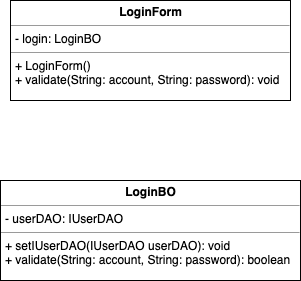 LoginForm
- login: LoginBO
+ LoginForm()
+ validate(String: account, String: password): void
LoginBO
- userDAO: IUserDAO
+ setIUserDAO(IUserDAO userDAO): void
+ validate(String: account, String: password): boolean